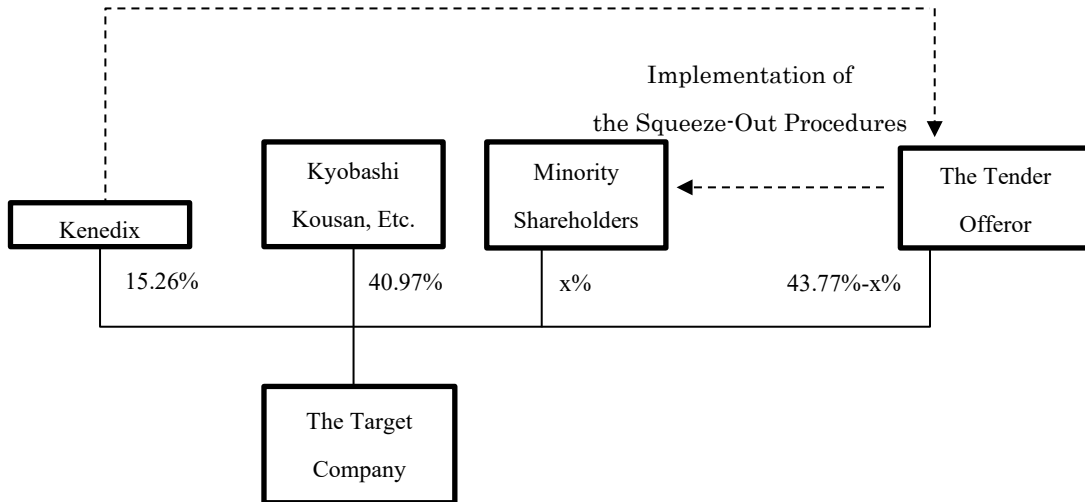 Implementation of
the Squeeze-Out Procedures
Kenedix
Kyobashi
Kousan, Etc.
Minority
Shareholders
The Tender
Offeror
15.26%
40.97%
x%
43.77%-x%
The Target
Company